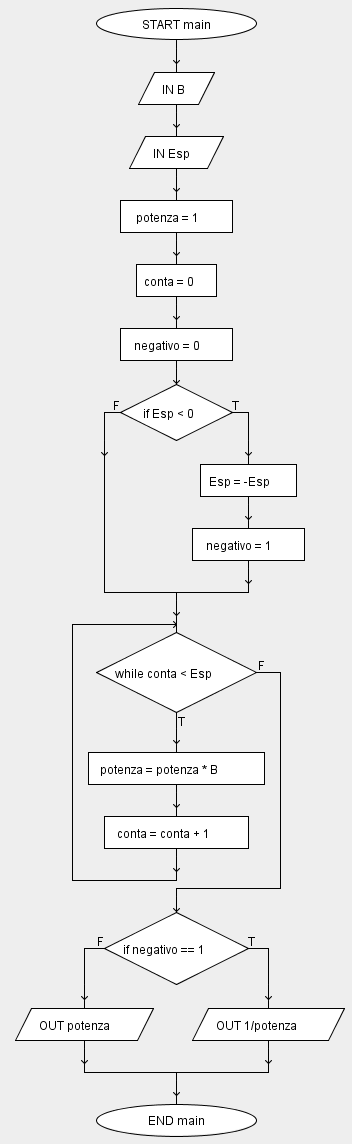 START main
IN B
IN Esp
potenza = 1
conta = 0
negativo = 0
F
T
if Esp < 0
Esp = -Esp
negativo = 1
while conta < Esp
F
T
potenza = potenza * B
conta = conta + 1
F
T
if negativo == 1
OUT potenza
OUT 1/potenza
END main